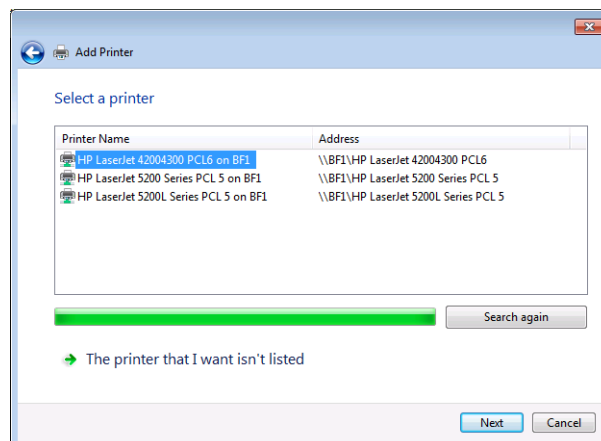 Add Printer
Select a printer
Printer Name Address
HP LaserJet 42004300 PCL6 on BF1 \\BF1\HP LaserJet 42004300 PCL6
HP LaserJet 5200 Series PCL 5 on BF1 \\BF1\HP LaserJet 5200 Series PCL 5
HP LaserJet 5200L Series PCL 5 on BF1 \\BF1\HP LaserJet 5200L Series PCL 5
Search again
The printer that I want isn't listed
Next Cancel